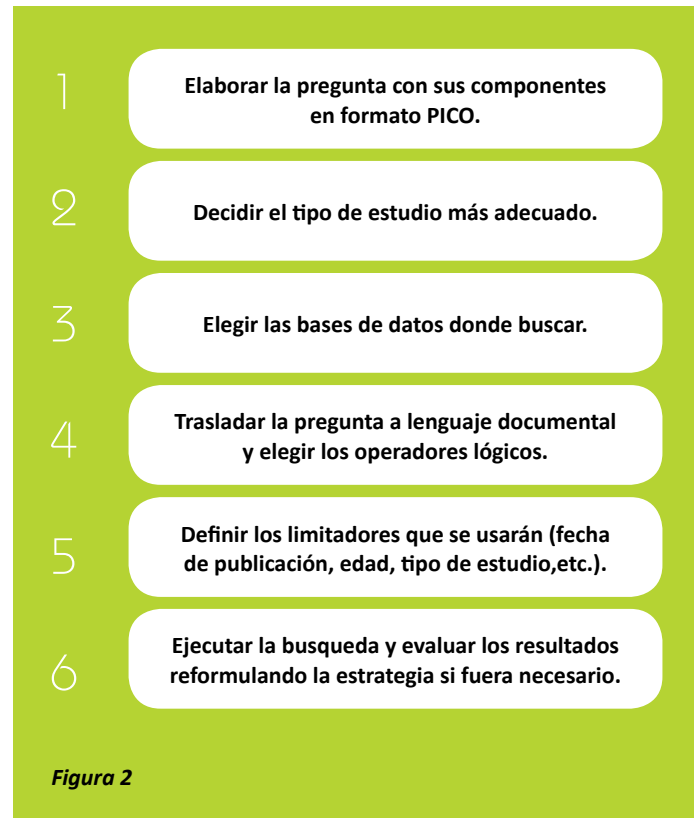 1
Elaborar la pregunta con sus componentes
en formato PICO.
2
Decidir el tipo de estudio más adecuado.
3
Elegir las bases de datos donde buscar.
4
Trasladar la pregunta a lenguaje documental
y elegir los operadores lógicos.
5
Definir los limitadores que se usarán (fecha
de publicación, edad, tipo de estudio,etc.).
6
Ejecutar la busqueda y evaluar los resultados
reformulando la estrategia si fuera necesario.
Figura 2